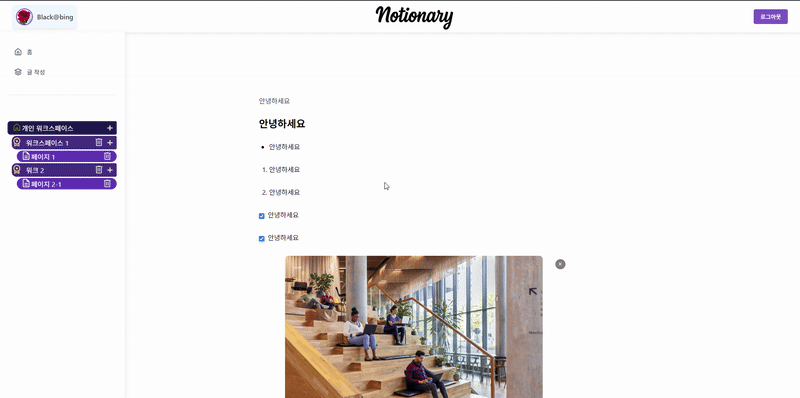 Black@bing
Notionary
로그아웃
홈
글 작성
개인 워크스페이스
워크스페이스 1
페이지 1
워크 2
페이지 2-1
안녕하세요
안녕하세요
• 안녕하세요
1. 안녕하세요
2. 안녕하세요
안녕하세요
안녕하세요